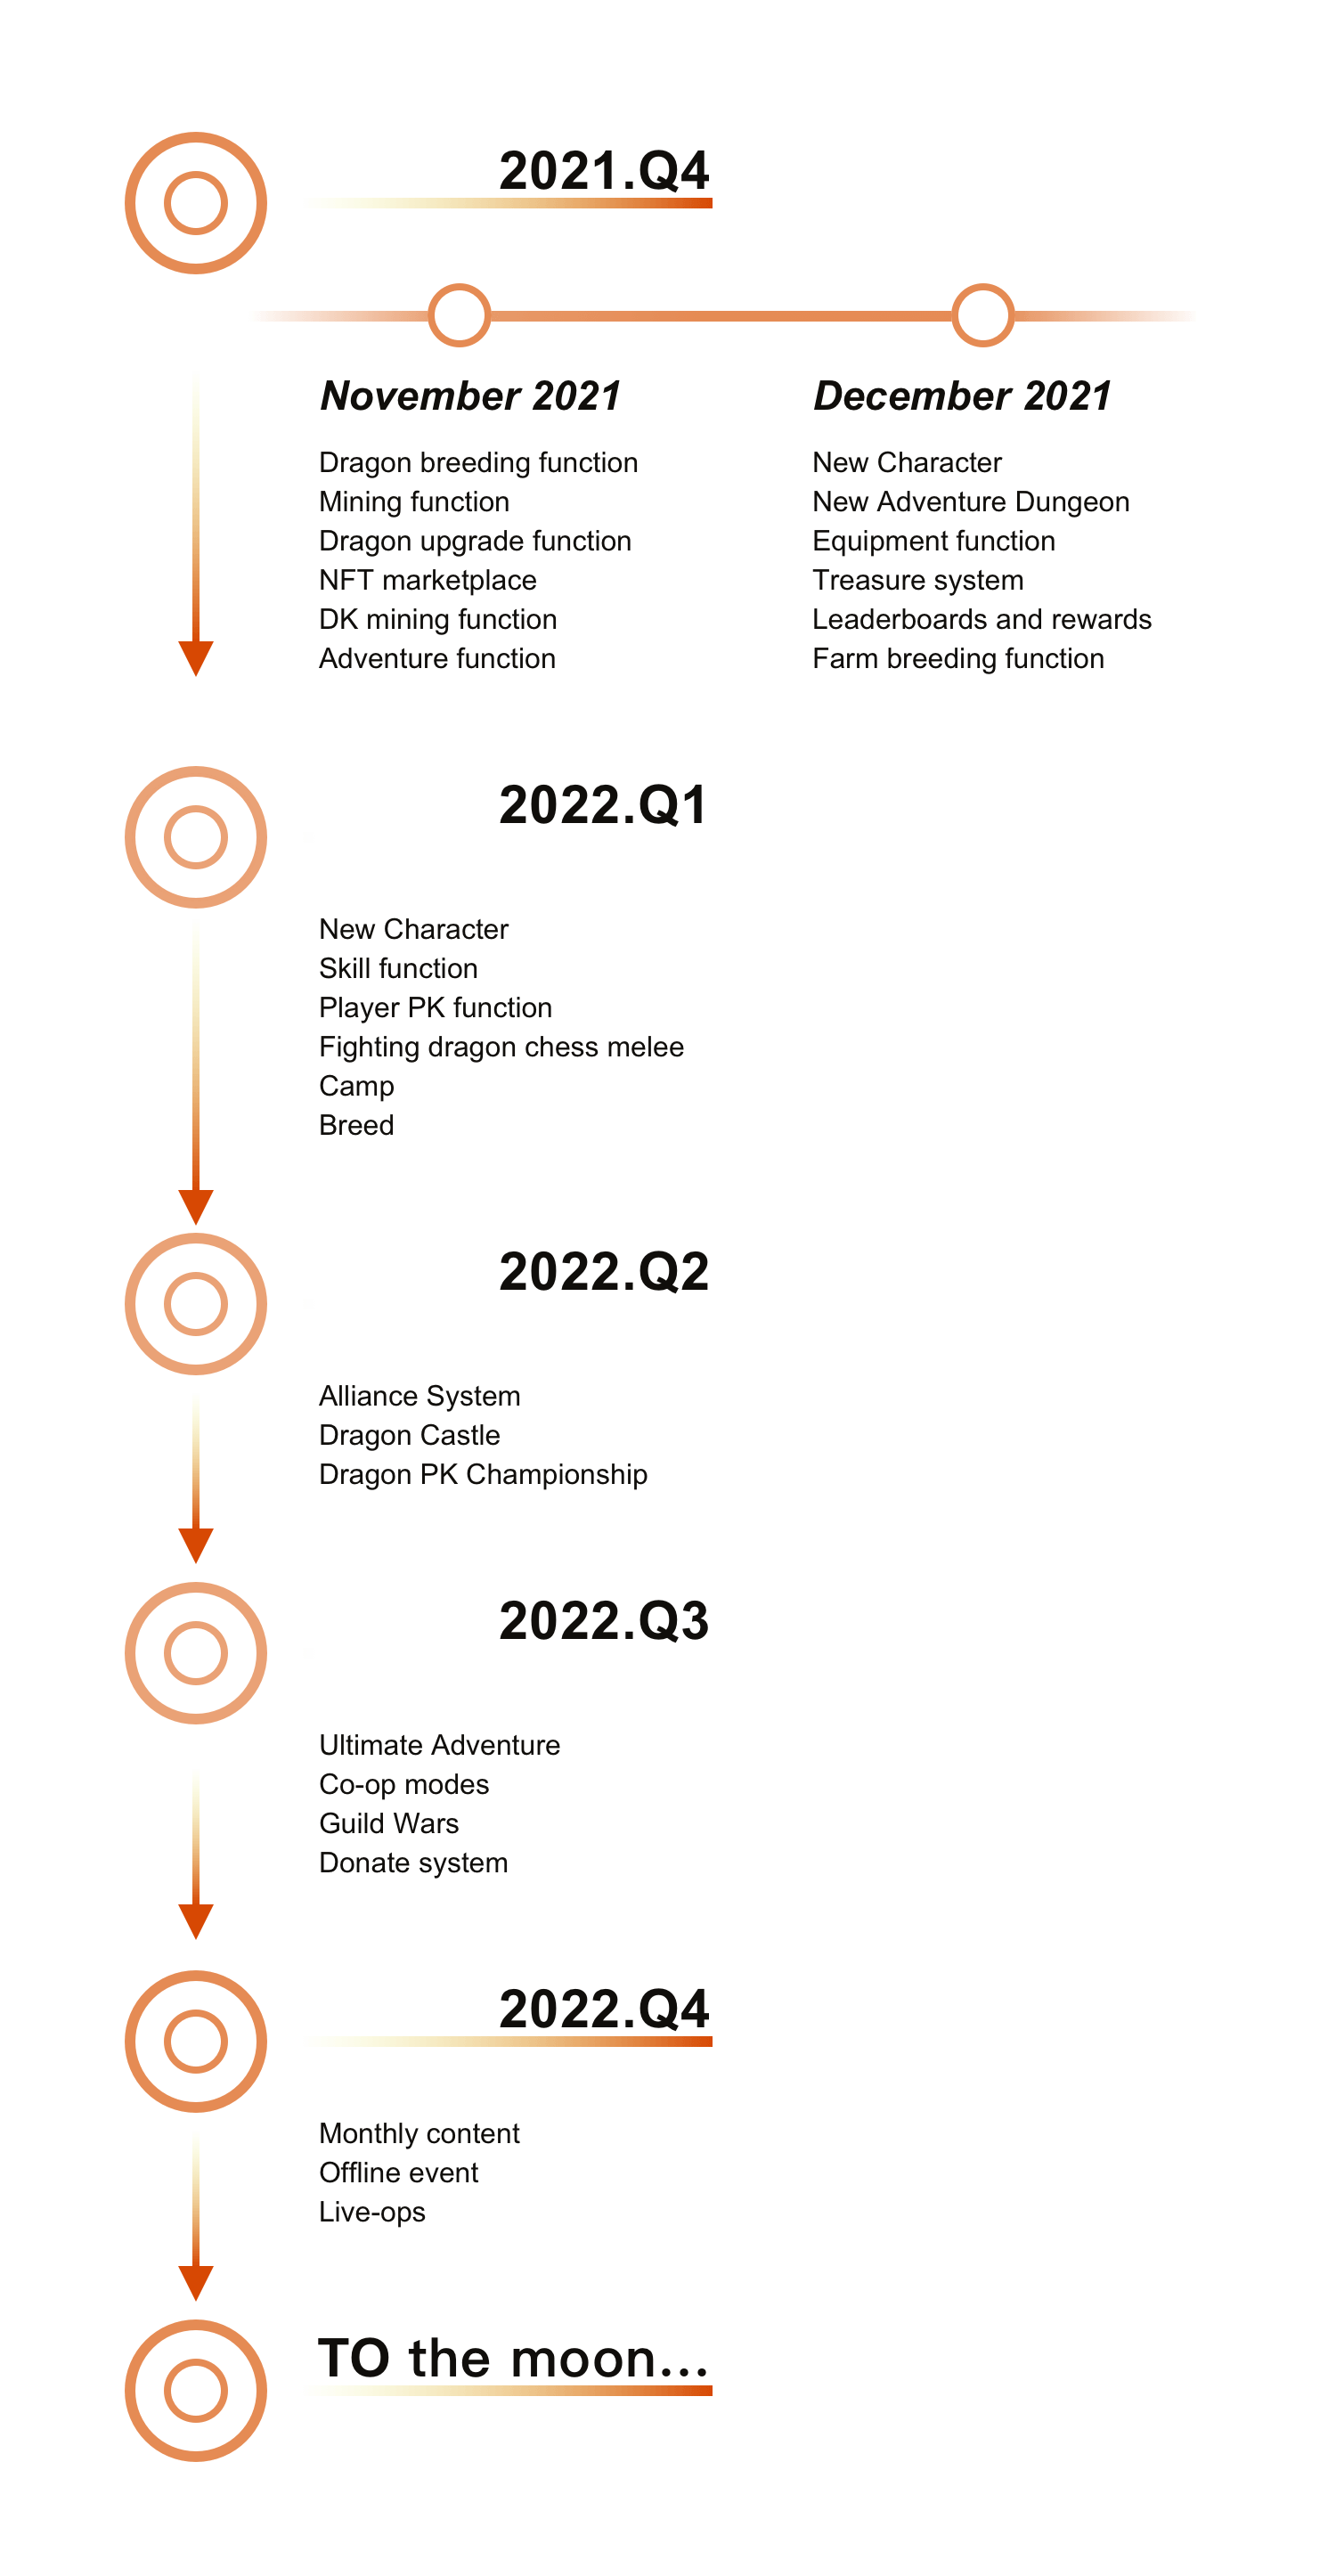 2021.Q4
November 2021
Dragon breeding function
Mining function
Dragon upgrade function
NFT marketplace
DK mining function
Adventure function
December 2021
New Character
New Adventure Dungeon
Equipment function
Treasure system
Leaderboards and rewards
Farm breeding function
2022.Q1
New Character
Skill function
Player PK function
Fighting dragon chess melee
Camp
Breed
2022.Q2
Alliance System
Dragon Castle
Dragon PK Championship
2022.Q3
Ultimate Adventure
Co-op modes
Guild Wars
Donate system
2022.Q4
Monthly content
Offline event
Live-ops
TO the moon...